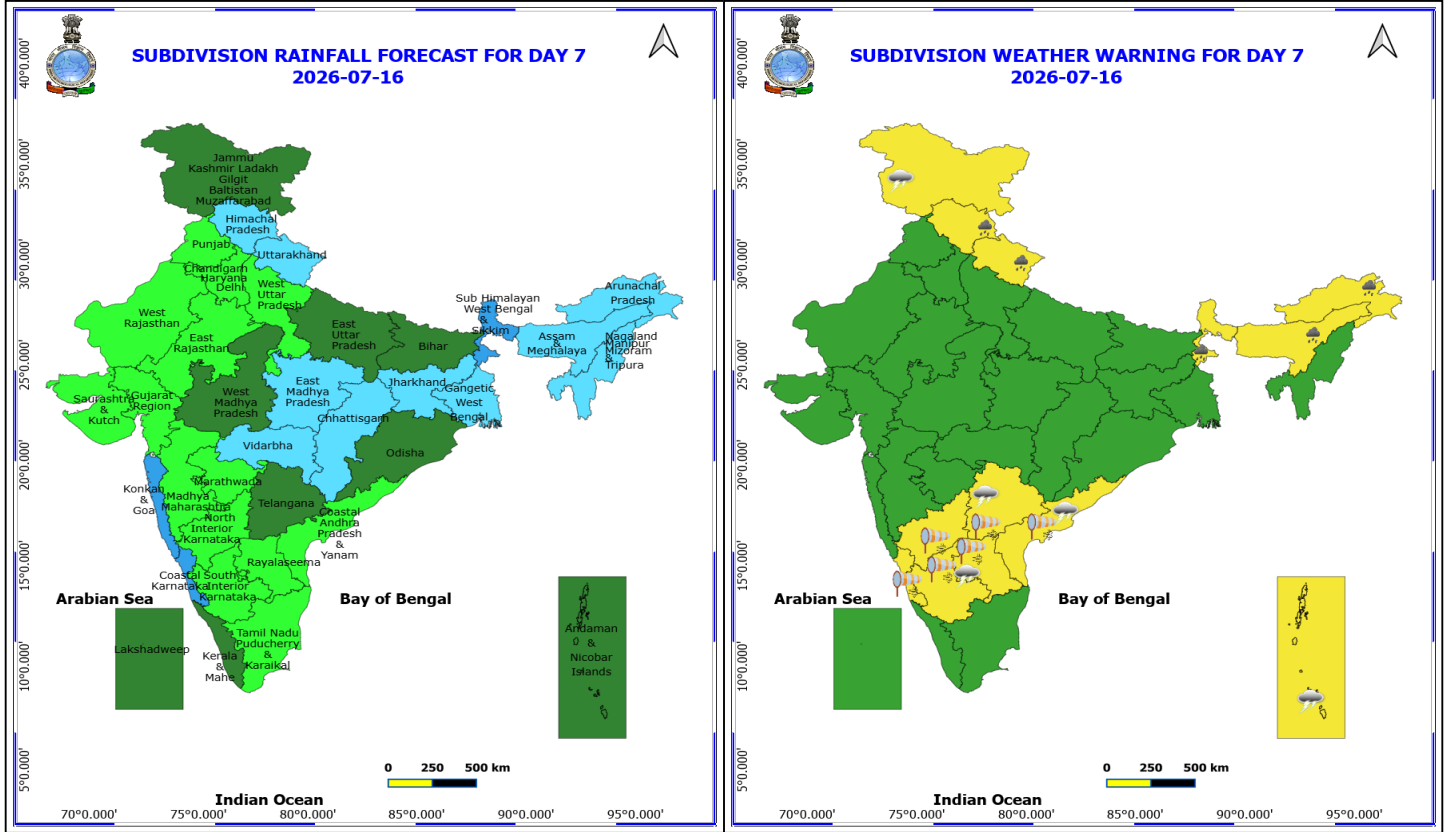 SUBDIVISION RAINFALL FORECAST FOR DAY 7
2026-07-16
40°0.000'
35°0.000'
30°0.000'
25°0.000'
20°0.000'
15°0.000'
10°0.000'
5°0.000'
Jammu
Kashmir Ladakh
Gilgit
Baltistan
Muzaffarabad
Himachal
Pradesh
Punjab
Uttarakhand
Chandigarh
Haryana
Delhi
West
Uttar
Pradesh
Sub Himalayan
West Bengal
&
Sikkim
Arunachal
Pradesh
West
Rajasthan
East
Rajasthan
East
Uttar
Pradesh
Bihar
Assam
&
Meghalaya
Nagaland
Manipur
Mizoram
&
Tripura
Saurashtra
&
Kutch
Gujarat
Region
West
Madhya
Pradesh
East
Madhya
Pradesh
Jharkhand
Gangetic
West
Bengal
Chhattisgarh
Vidarbha
Odisha
Konkan
&
Goa
Madhya
Maharashtra
Marathwada
Telangana
North
Interior
Karnataka
Coastal
Andhra
Pradesh
&
Yanam
Rayalaseema
Coastal
Karnataka
South
Interior
Karnataka
Arabian Sea
Bay of Bengal
Lakshadweep
Kerala
&
Mahe
Tamil Nadu
Puducherry
&
Karaikal
Andaman
&
Nicobar
Islands
0 250 500 km
Indian Ocean
70°0.000' 75°0.000' 80°0.000' 85°0.000' 90°0.000' 95°0.000'
SUBDIVISION WEATHER WARNING FOR DAY 7
2026-07-16
40°0.000'
35°0.000'
30°0.000'
25°0.000'
20°0.000'
15°0.000'
10°0.000'
5°0.000'
Arabian Sea
Bay of Bengal
0 250 500 km
Indian Ocean
70°0.000' 75°0.000' 80°0.000' 85°0.000' 90°0.000' 95°0.000'